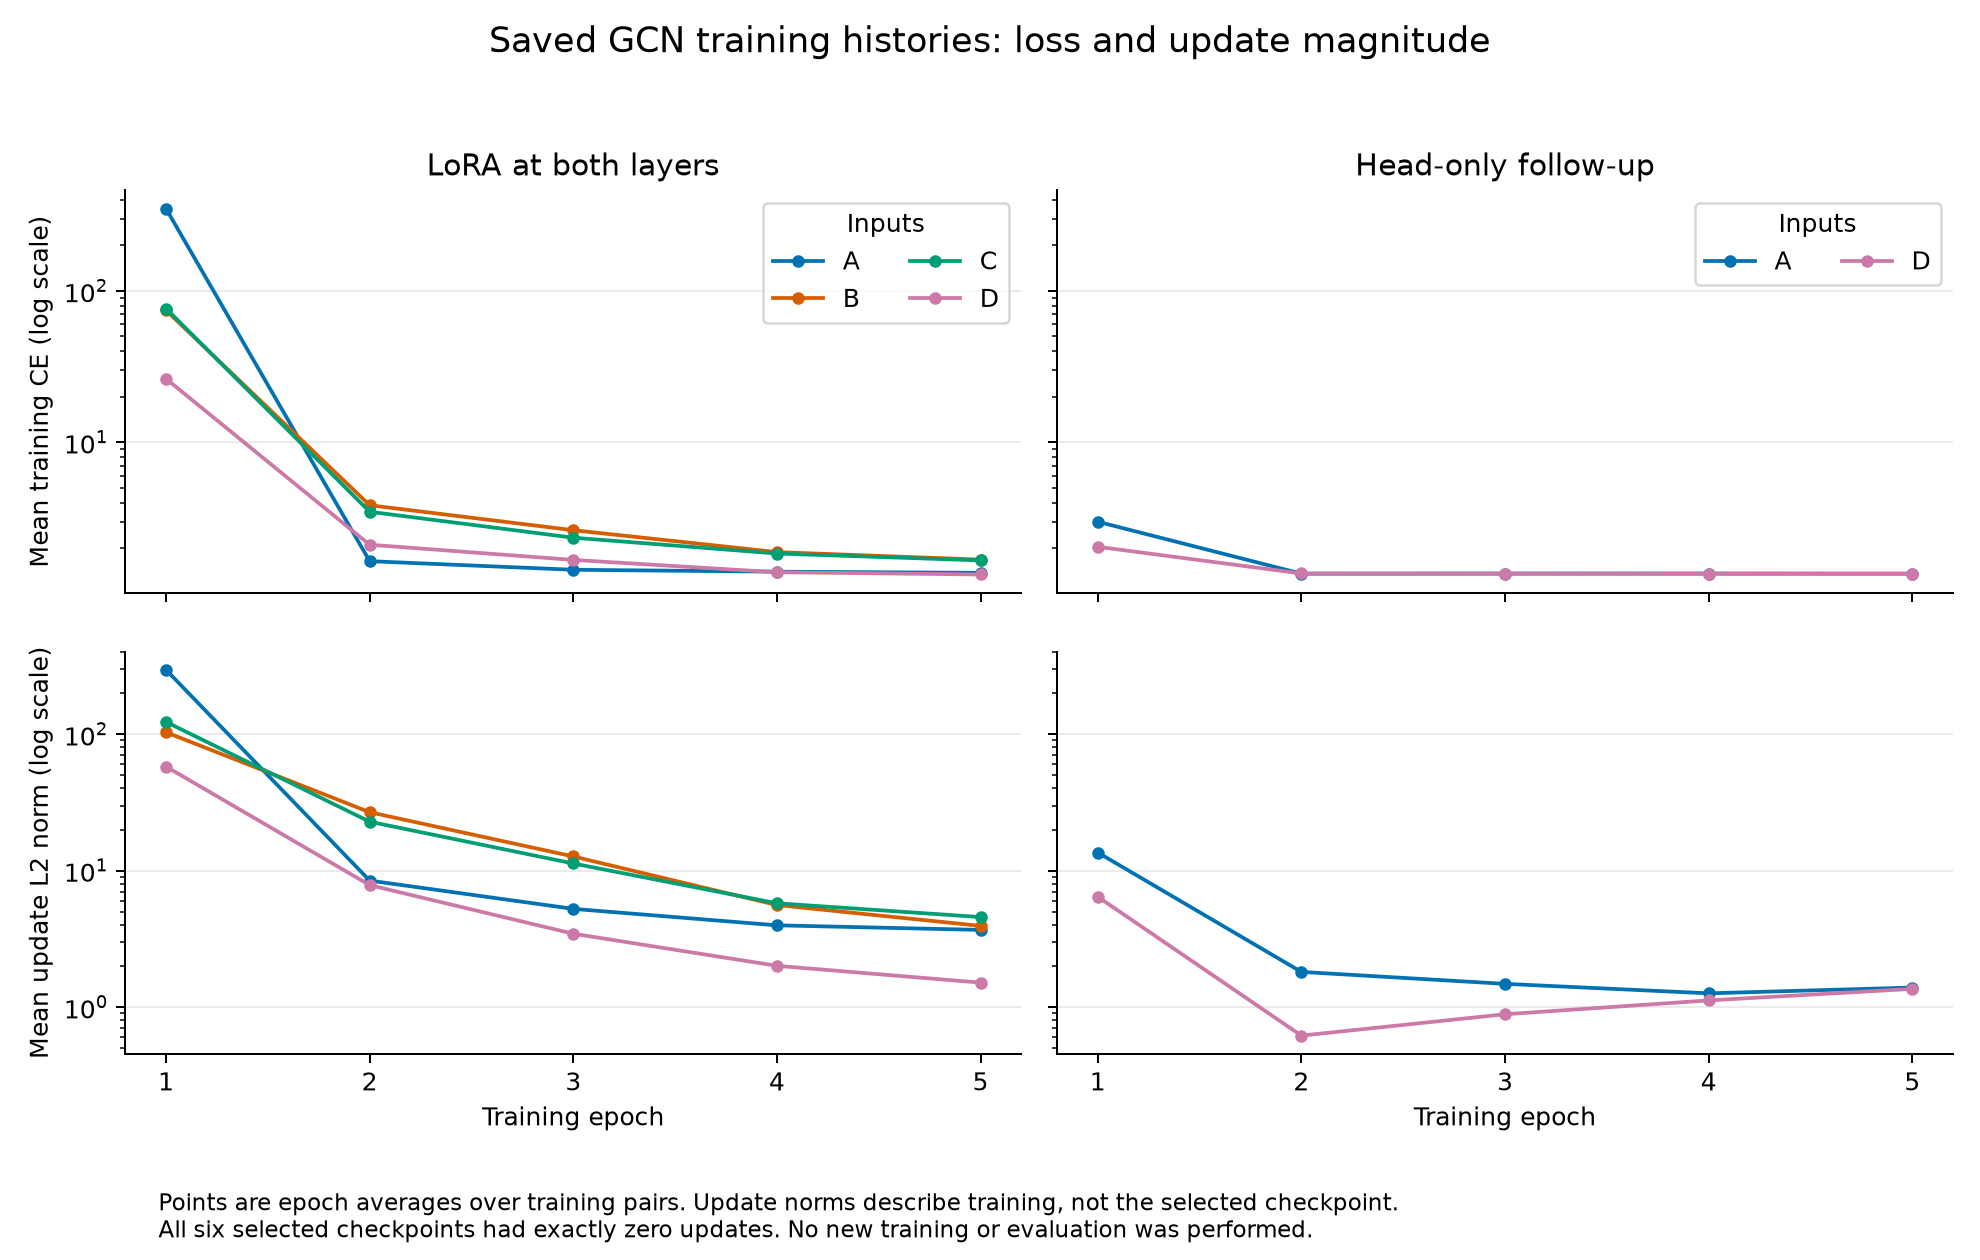 Saved GCN training histories: loss and update magnitude
LoRA at both layers
Head-only follow-up
Mean training CE (log scale)
10²
10¹
Inputs
A
C
B
D
Inputs
A
D
Mean update L2 norm (log scale)
10²
10¹
10⁰
1
2
3
4
5
Training epoch
1
2
3
4
5
Training epoch
Points are epoch averages over training pairs. Update norms describe training, not the selected checkpoint.
All six selected checkpoints had exactly zero updates. No new training or evaluation was performed.